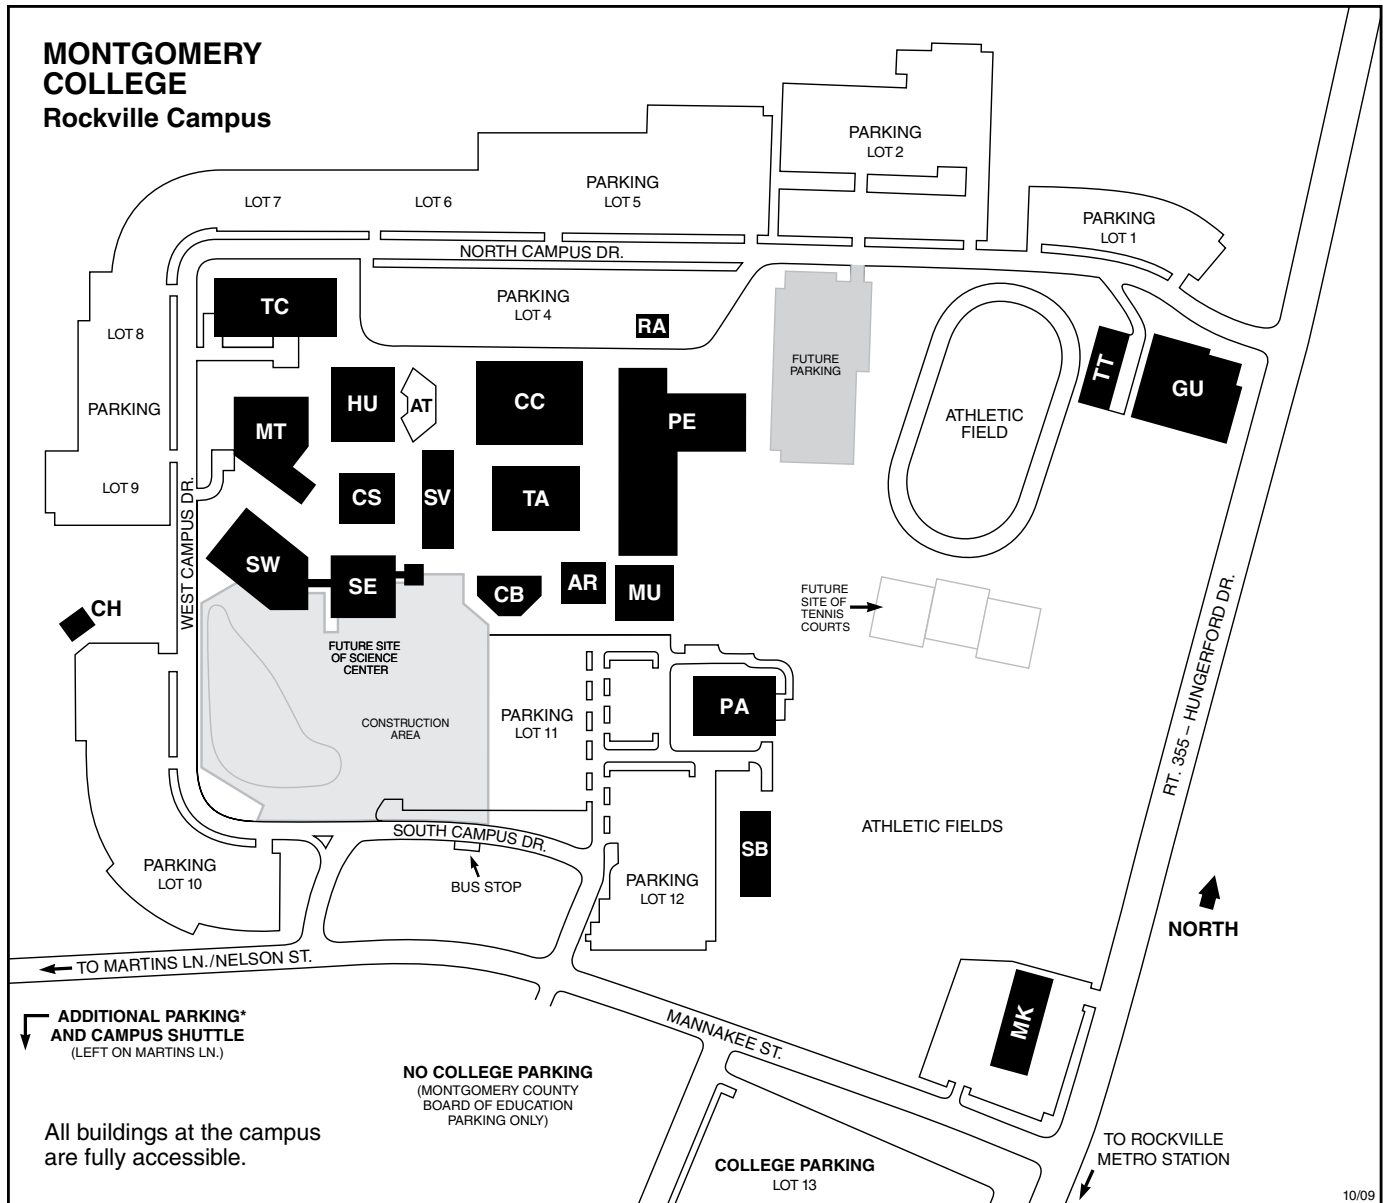 MONTGOMERY
COLLEGE
Rockville Campus
PARKING
LOT 2
PARKING
LOT 5
LOT 7
LOT 6
PARKING
LOT 1
NORTH CAMPUS DR.
TC
PARKING
LOT 4
RA
LOT 8
FUTURE
PARKING
TT
GU
HU
AT
CC
PE
PARKING
MT
ATHLETIC
FIELD
LOT 9
CS
SV
TA
WEST CAMPUS DR.
SW
SE
CB
AR
MU
CH
FUTURE
SITE OF
TENNIS
COURTS
RT. 355 – HUNGERFORD DR.
FUTURE SITE
OF SCIENCE
CENTER
CONSTRUCTION
AREA
PARKING
LOT 11
PA
SOUTH CAMPUS DR.
ATHLETIC FIELDS
SB
PARKING
LOT 10
BUS STOP
PARKING
LOT 12
NORTH
TO MARTINS LN./NELSON ST.
ADDITIONAL PARKING*
AND CAMPUS SHUTTLE
(LEFT ON MARTINS LN.)
MANNAKEE ST.
MK
NO COLLEGE PARKING
(MONTGOMERY COUNTY
BOARD OF EDUCATION
PARKING ONLY)
All buildings at the campus
are fully accessible.
COLLEGE PARKING
LOT 13
TO ROCKVILLE
METRO STATION
10/09